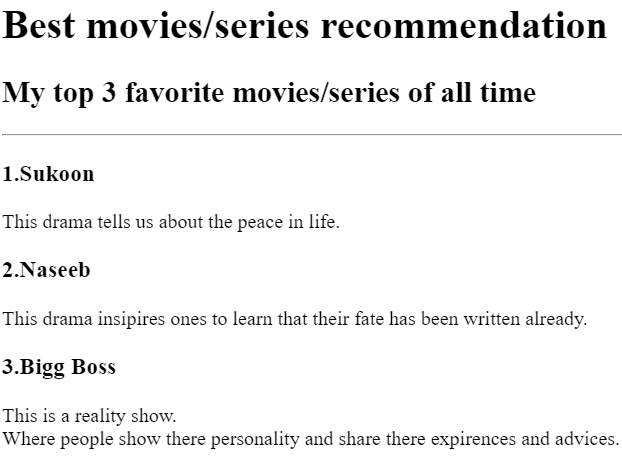 Best movies/series recommendation
My top 3 favorite movies/series of all time
1.Sukoon
This drama tells us about the peace in life.
2.Naseeb
This drama insipires ones to learn that their fate has been written already.
3.Bigg Boss
This is a reality show.
Where people show there personality and share there expirences and advices.